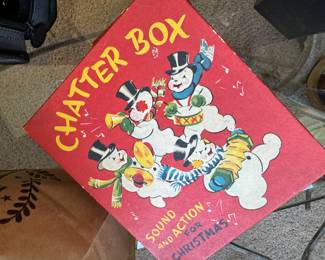 CHATTER BOX
SOUND
AND ACTION
FOR
CHRISTMAS